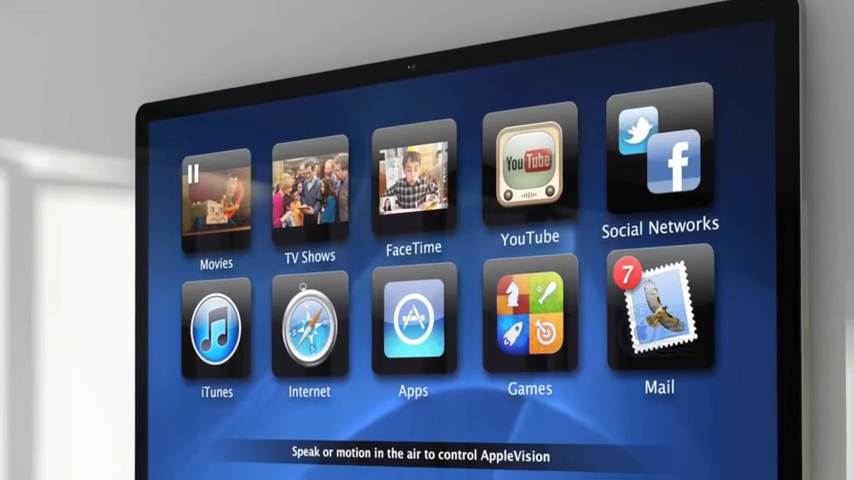 YouTube
f
Movies
TV Shows
FaceTime
YouTube
Social Networks
7
iTunes
Internet
Apps
Games
Mail
Speak or motion in the air to control AppleVision